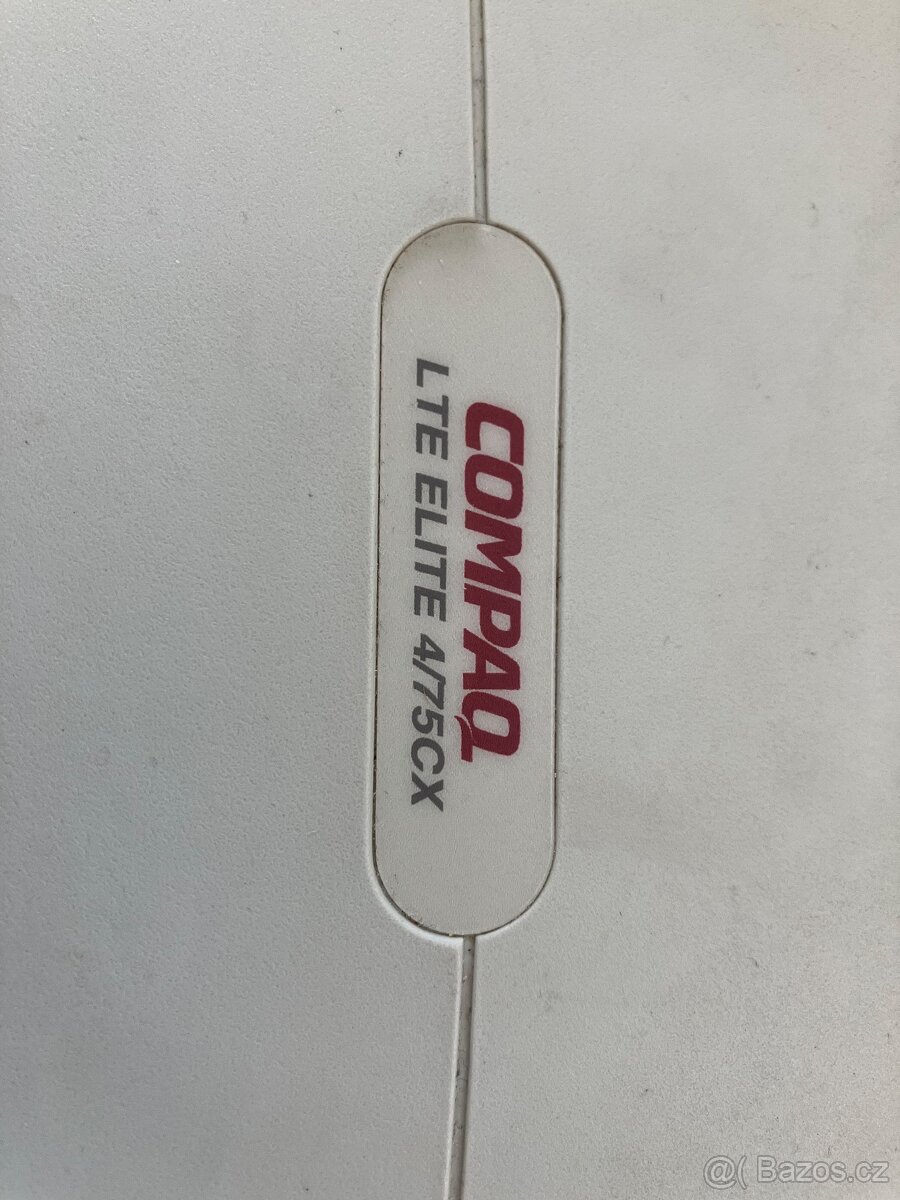 COMPAQ
LTE ELITE 4/75CX
@( Bazos.cz